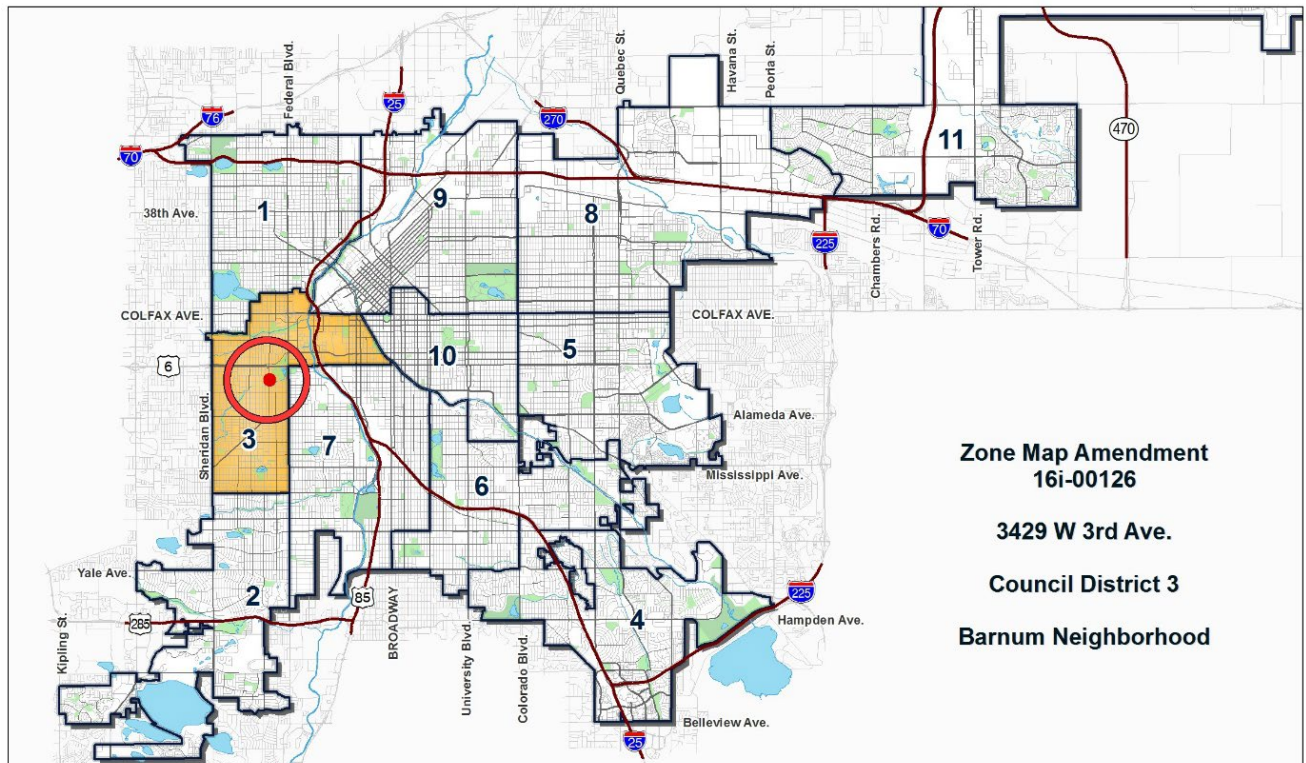 Federal Blvd.
Quebec St.
Havana St.
Peoria St.
76
25
270
70
470
11
38th Ave.
1
9
8
225
70
Chambers Rd.
Tower Rd.
COLFAX AVE.
COLFAX AVE.
6
10
5
Sheridan Blvd.
3
7
Alameda Ave.
Mississippi Ave.
6
Zone Map Amendment
16i-00126
3429 W 3rd Ave.
Council District 3
Barnum Neighborhood
Yale Ave.
2
85
285
Kipling St.
BROADWAY
University Blvd.
Colorado Blvd.
4
225
Hampden Ave.
Belleview Ave.
25